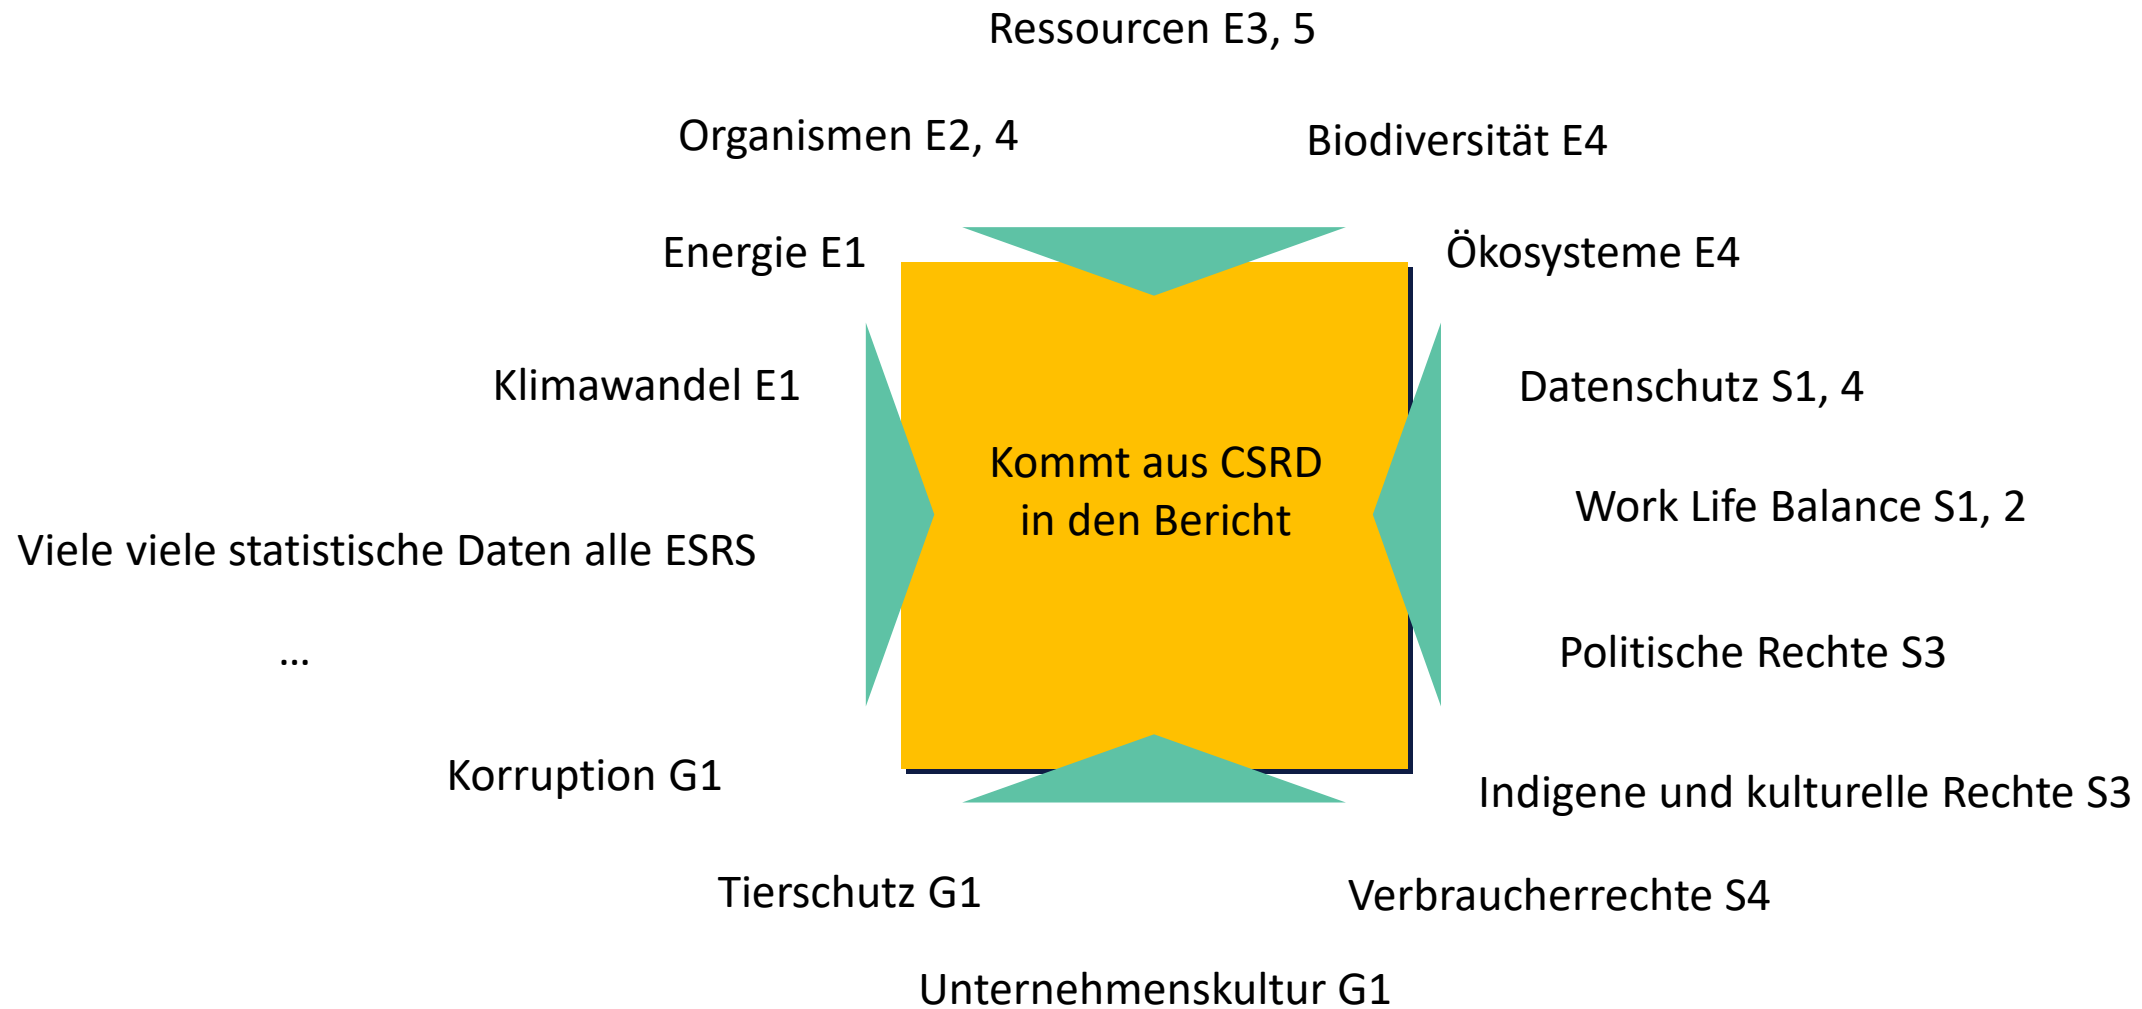 Ressourcen E3, 5
Organismen E2, 4
Biodiversität E4
Energie E1
Ökosysteme E4
Klimawandel E1
Datenschutz S1, 4
Kommt aus CSRD
in den Bericht
Work Life Balance S1, 2
Viele viele statistische Daten alle ESRS
...
Politische Rechte S3
Korruption G1
Indigene und kulturelle Rechte S3
Tierschutz G1
Verbraucherrechte S4
Unternehmenskultur G1